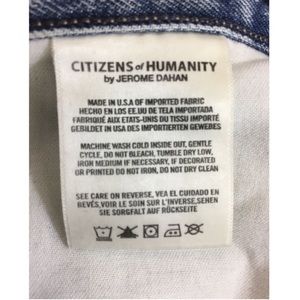 CITIZENS of HUMANITY
by JEROME DAHAN
MADE IN U.S.A OF IMPORTED FABRIC
HECHO EN LOS EE.UU DE TELA IMPORTADA
FABRIQUÉ AUX ETATS-UNIS DU TISSU IMPORTÉ
GEBILDET IN USA DES IMPORTIERTEN GEWEBES
MACHINE WASH COLD INSIDE OUT, GENTLE
CYCLE, DO NOT BLEACH, TUMBLE DRY LOW,
IRON MEDIUM IF NECESSARY, IF DECORATED
OR PRINTED DO NOT IRON, DO NOT DRY
CLEAN
SEE CARE ON REVERSE, VEA EL CUIDADO EN
REVÉS, VOIR LE SOIN SUR L'INVERSE, SEHEN
SIE SORGFALT AUF RÜCKSEITE